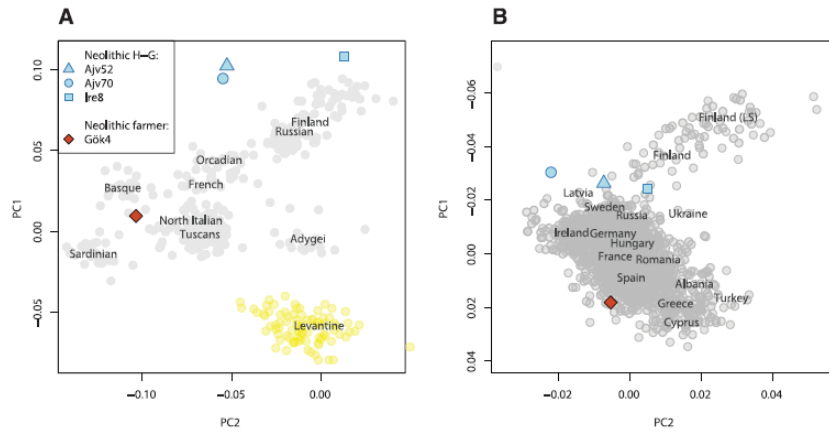 A
Neolithic H–G:
Ajv52
Ajv70
Ire8
Neolithic farmer:
Gök4
PC1
0.10
0.05
0.00
−0.05
Finland
Russian
Orcadian
French
Basque
North Italian
Tuscans
Adygei
Sardinian
Levantine
−0.10
−0.05
0.00
PC2
B
PC1
−0.06
−0.04
−0.02
0.00
0.02
0.04
Finland (LS)
Finland
Latvia
Sweden
Russia
Ukraine
Ireland
Germany
Hungary
France
Romania
Spain
Albania
Greece
Turkey
Cyprus
−0.02
0.00
0.02
0.04
PC2